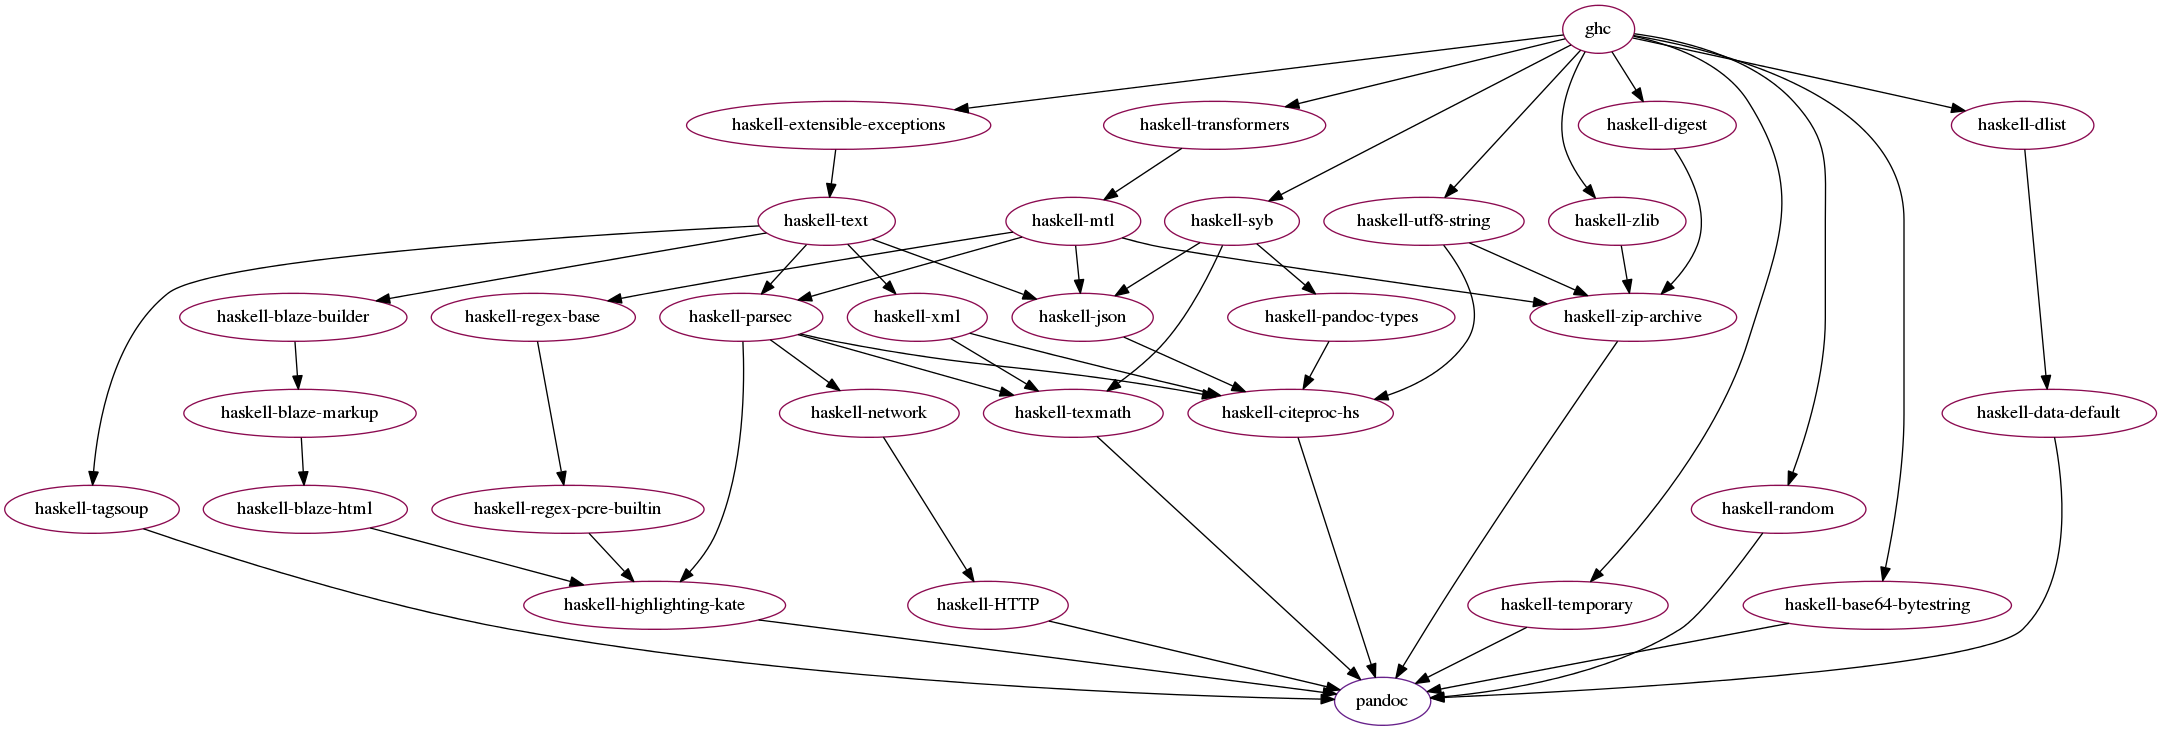 ghc
haskell-extensible-exceptions
haskell-transformers
haskell-digest
haskell-dlist
haskell-text
haskell-mtl
haskell-syb
haskell-utf8-string
haskell-zlib
haskell-blaze-builder
haskell-regex-base
haskell-parsec
haskell-xml
haskell-json
haskell-pandoc-types
haskell-zip-archive
haskell-blaze-markup
haskell-network
haskell-texmath
haskell-citeproc-hs
haskell-data-default
haskell-tagsoup
haskell-blaze-html
haskell-regex-pcre-builtin
haskell-random
haskell-highlighting-kate
haskell-HTTP
haskell-temporary
haskell-base64-bytestring
pandoc